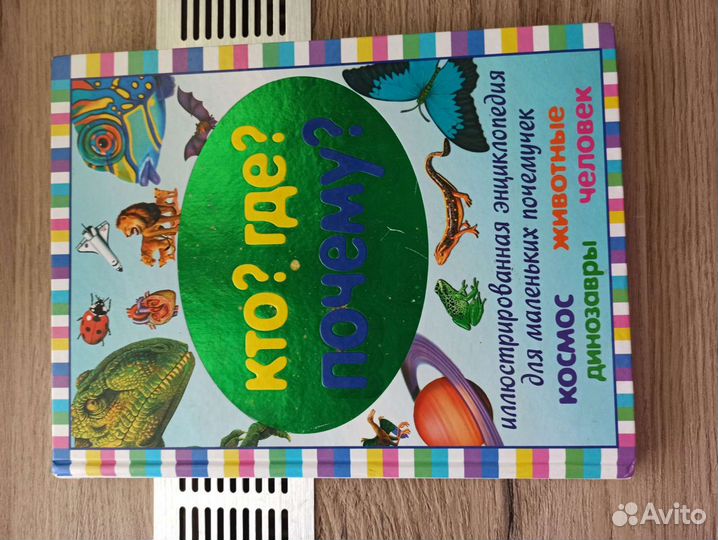 кто? где?
почему?
иллюстрированная энциклопедия
для маленьких почемучек
космос животные
динозавры человек
Avito